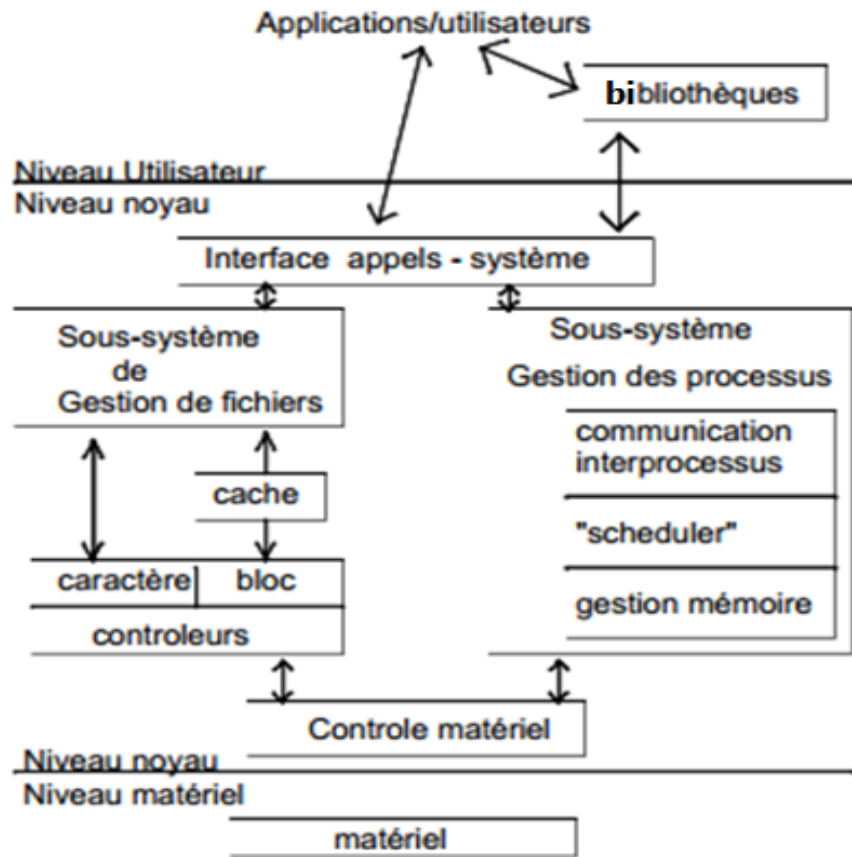 Applications/utilisateurs
bibliothèques
Niveau Utilisateur
Niveau noyau
Interface appels - système
Sous-système
de
Gestion de fichiers
Sous-système
Gestion des processus
communication
interprocessus
cache
"scheduler"
caractère
bloc
gestion mémoire
controleurs
Controle matériel
Niveau noyau
Niveau matériel
matériel